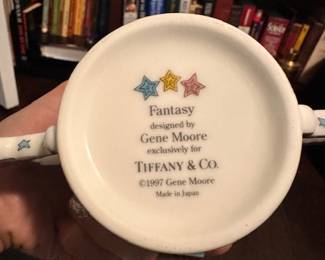 Fantasy
designed by
Gene Moore
exclusively for
TIFFANY & CO.
©1997 Gene Moore
Made in Japan